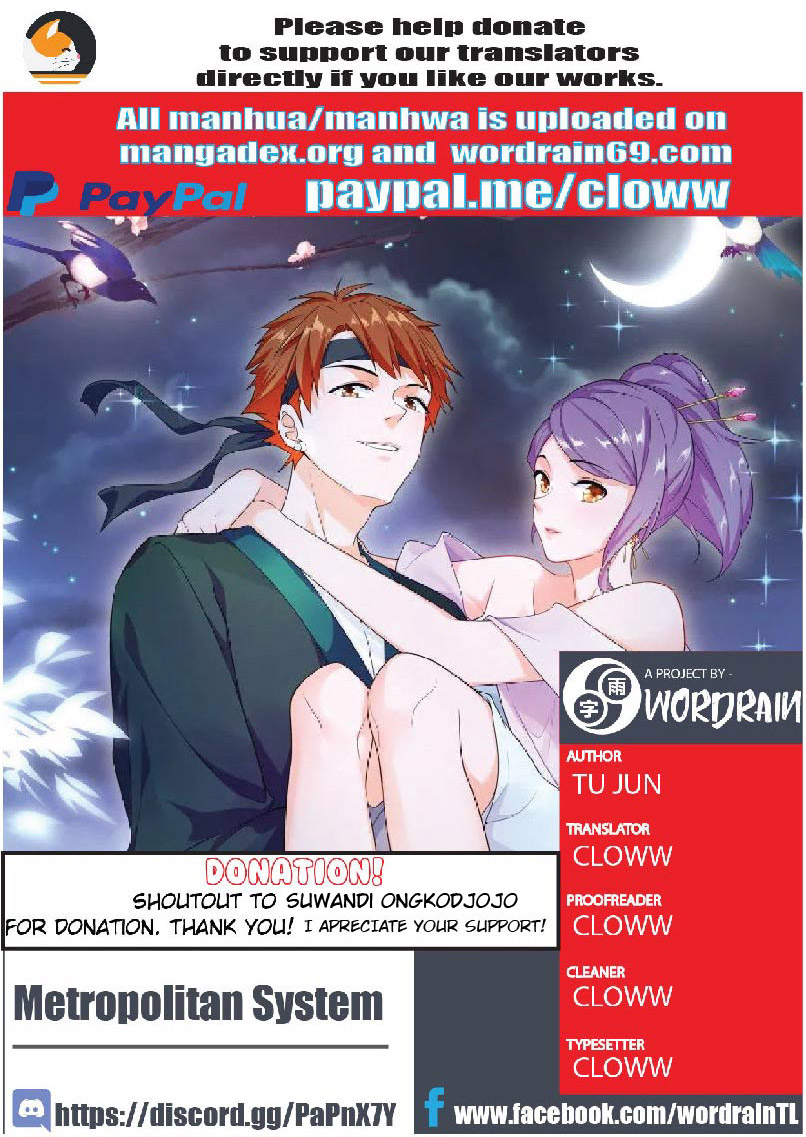 Please help donate
to support our translators
directly if you like our works.
All manhua/manhwa is uploaded on
mangadex.org and wordrain69.com
PayPal paypal.me/cloww
A PROJECT BY -
雨
字
WORDRAIN
AUTHOR
TU JUN
TRANSLATOR
CLOWW
PROOFREADER
CLOWW
CLEANER
CLOWW
TYPESETTER
CLOWW
DONATION!
SHOUTOUT TO SUWANDI ONGKODJOJO
FOR DONATION. THANK YOU! I APRECIATE YOUR SUPPORT!
Metropolitan System
https://discord.gg/PaPnX7Y
www.facebook.com/wordrainTL